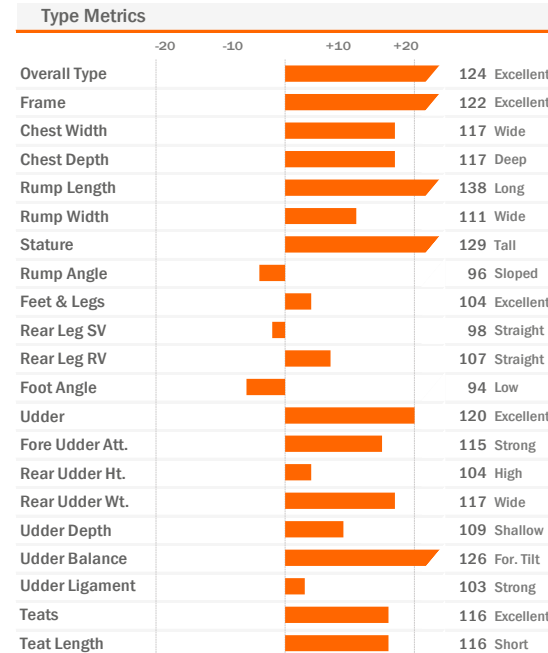 Type Metrics
-20 -10 +10 +20
Overall Type 124 Excellent
Frame 122 Excellent
Chest Width 117 Wide
Chest Depth 117 Deep
Rump Length 138 Long
Rump Width 111 Wide
Stature 129 Tall
Rump Angle 96 Sloped
Feet & Legs 104 Excellent
Rear Leg SV 98 Straight
Rear Leg RV 107 Straight
Foot Angle 94 Low
Udder 120 Excellent
Fore Udder Att. 115 Strong
Rear Udder Ht. 104 High
Rear Udder Wt. 117 Wide
Udder Depth 109 Shallow
Udder Balance 126 For. Tilt
Udder Ligament 103 Strong
Teats 116 Excellent
Teat Length 116 Short